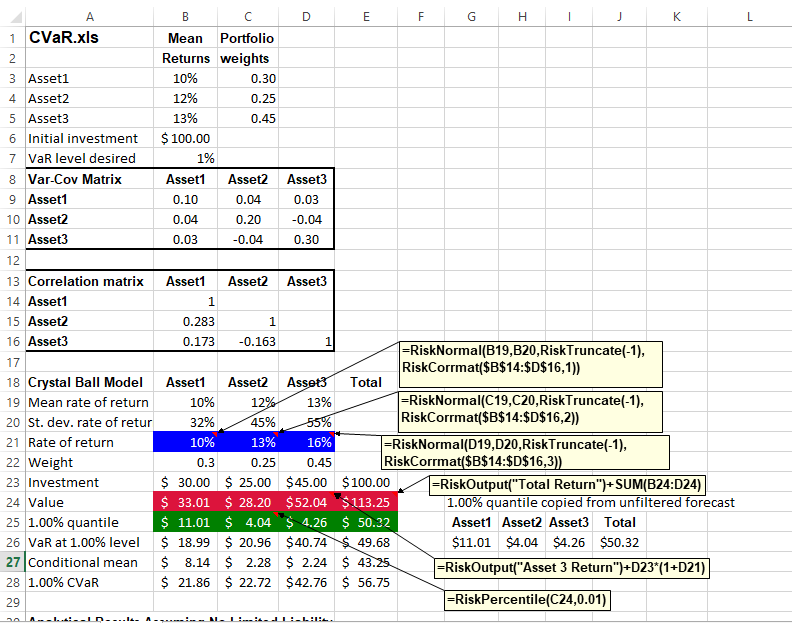 A B C D E F G H I J K L
1 CVaR.xls Mean Portfolio
2 Returns weights
3 Asset1 10% 0.30
4 Asset2 12% 0.25
5 Asset3 13% 0.45
6 Initial investment $ 100.00
7 VaR level desired 1%
8 Var-Cov Matrix Asset1 Asset2 Asset3
9 Asset1 0.10 0.04 0.03
10 Asset2 0.04 0.20 -0.04
11 Asset3 0.03 -0.04 0.30
12
13 Correlation matrix Asset1 Asset2 Asset3
14 Asset1 1
15 Asset2 0.283 1
16 Asset3 0.173 -0.163 1
=RiskNormal(B19,B20,RiskTruncate(-1),
RiskCorrmat($B$14:$D$16,1))
17
18 Crystal Ball Model Asset1 Asset2 Asset3 Total
19 Mean rate of return 10% 12% 13%
=RiskNormal(C19,C20,RiskTruncate(-1),
RiskCorrmat($B$14:$D$16,2))
20 St. dev. rate of retur 32% 45% 55%
21 Rate of return 10% 13% 16%
=RiskNormal(D19,D20,RiskTruncate(-1),
RiskCorrmat($B$14:$D$16,3))
22 Weight 0.3 0.25 0.45
23 Investment $ 30.00 $ 25.00 $45.00 $100.00
=RiskOutput("Total Return")+SUM(B24:D24)
24 Value $ 33.01 $ 28.20 $52.04 $113.25 1.00% quantile copied from unfiltered forecast
25 1.00% quantile $ 11.01 $ 4.04 $ 4.26 $ 50.32 Asset1 Asset2 Asset3 Total
26 VaR at 1.00% level $ 18.99 $ 20.96 $40.74 $ 49.68 $11.01 $4.04 $4.26 $50.32
27 Conditional mean $ 8.14 $ 2.28 $ 2.24 $ 43.25
=RiskOutput("Asset 3 Return")+D23*(1+D21)
28 1.00% CVaR $ 21.86 $ 22.72 $42.76 $ 56.75
=RiskPercentile(C24,0.01)
29
Analytical Results Assuming No Limited Liability